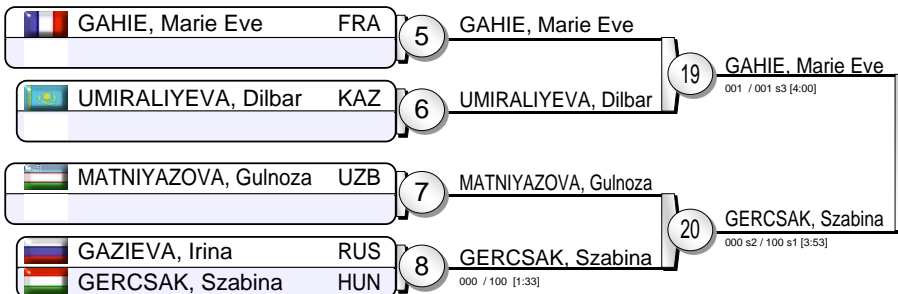 GAHIE, Marie Eve FRA
5
GAHIE, Marie Eve
19
GAHIE, Marie Eve
001 / 001 s3 [4:00]
UMIRALIYEVA, Dilbar KAZ
6
UMIRALIYEVA, Dilbar
MATNIYAZOVA, Gulnoza UZB
7
MATNIYAZOVA, Gulnoza
20
GERCSAK, Szabina
000 s2 / 100 s1 [3:53]
GAZIEVA, Irina RUS
GERCSAK, Szabina HUN
8
GERCSAK, Szabina
000 / 100 [1:33]